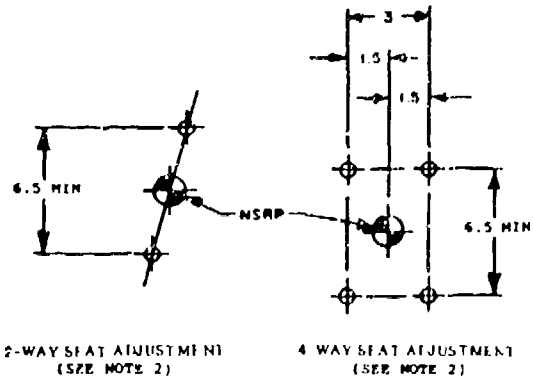 3
1.5
1.5
6.5 MIN
NSRP
6.5 MIN
2-WAY SEAT ADJUSTMENT
(SEE NOTE 2)
4 WAY SEAT ADJUSTMENT
(SEE NOTE 2)